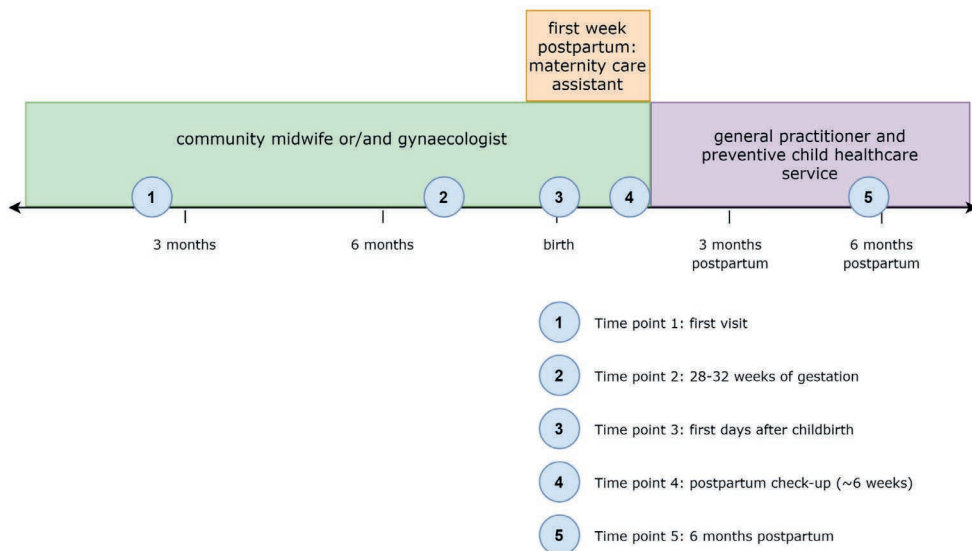 first week
postpartum:
maternity care
assistant
community midwife or/and gynaecologist
general practitioner and
preventive child healthcare
service
1
2
3
4
5
3 months
6 months
birth
3 months
postpartum
6 months
postpartum
1 Time point 1: first visit
2 Time point 2: 28-32 weeks of gestation
3 Time point 3: first days after childbirth
4 Time point 4: postpartum check-up (~6 weeks)
5 Time point 5: 6 months postpartum